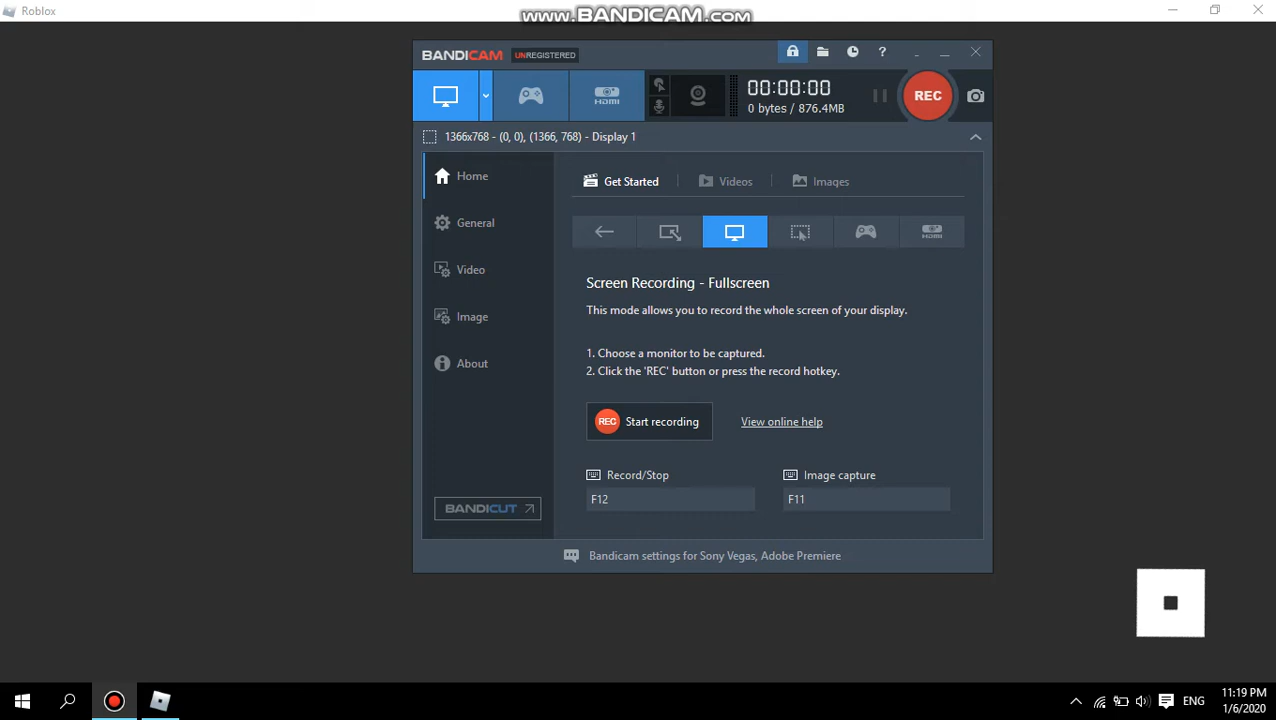 Roblox
www.BANDICAM.com
BANDICAM UNREGISTERED
?
HDMI
00:00:00
0 bytes / 876.4MB
REC
1366x768 - (0, 0), (1366, 768) - Display 1
Home
General
Video
Image
About
BANDICUT
Get Started
Videos
Images
HDMI
Screen Recording - Fullscreen
This mode allows you to record the whole screen of your display.
1. Choose a monitor to be captured.
2. Click the 'REC' button or press the record hotkey.
REC Start recording
View online help
Record/Stop
Image capture
F12
F11
Bandicam settings for Sony Vegas, Adobe Premiere
ENG
11:19 PM
1/6/2020